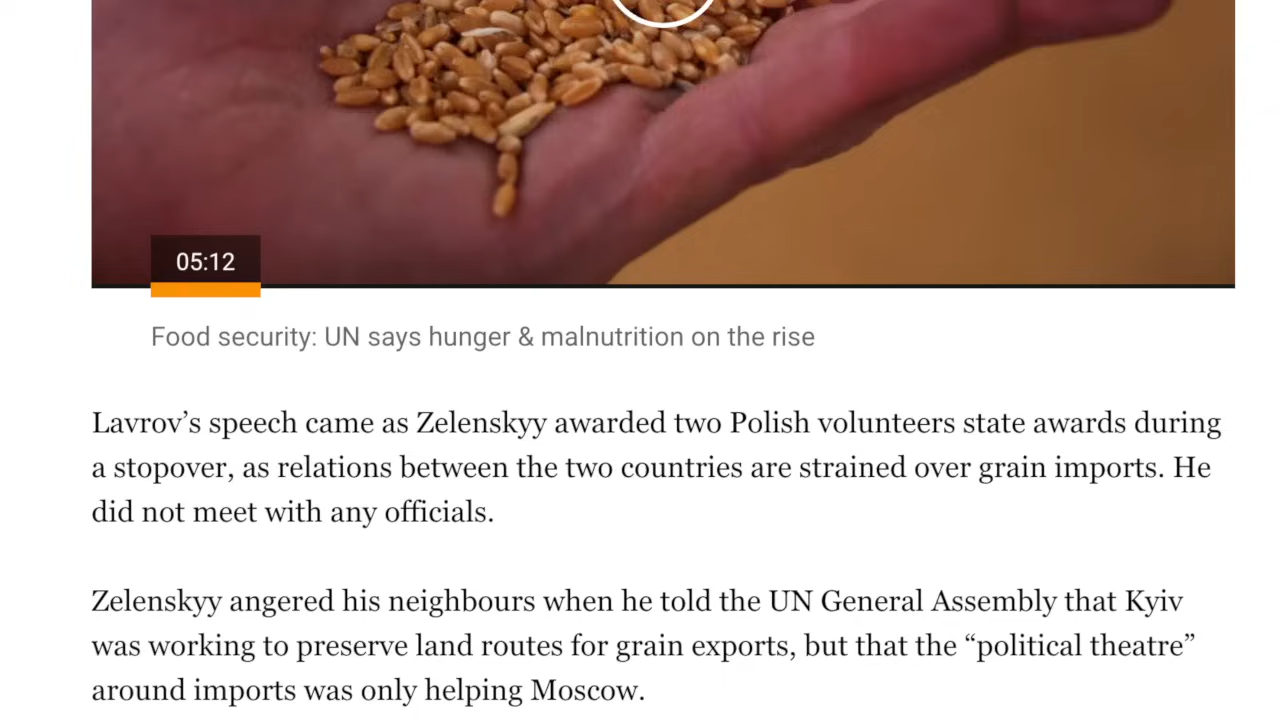 05:12
Food security: UN says hunger & malnutrition on the rise
Lavrov’s speech came as Zelenskyy awarded two Polish volunteers state awards during
a stopover, as relations between the two countries are strained over grain imports. He
did not meet with any officials.
Zelenskyy angered his neighbours when he told the UN General Assembly that Kyiv
was working to preserve land routes for grain exports, but that the “political theatre”
around imports was only helping Moscow.